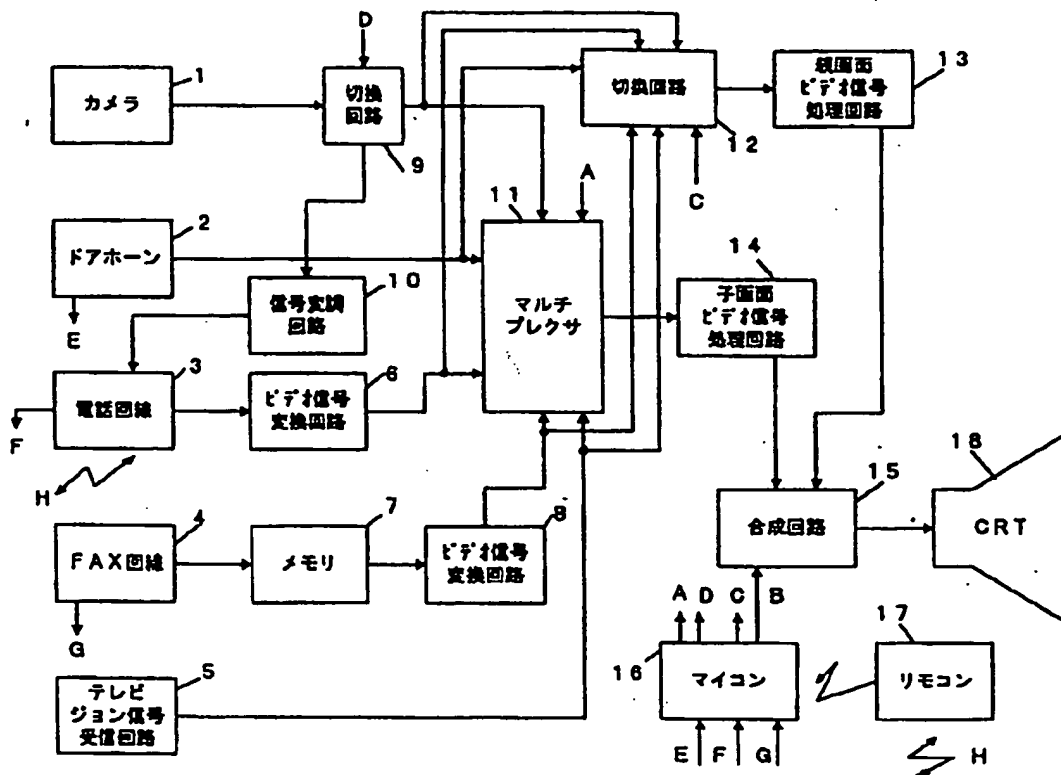 D
1
カメラ
切換
回路
9
切換回路
12
C
親画面
ビデオ信号
処理回路
13
2
ドアホーン
E
10
信号変調
回路
11
A
マルチ
プレクサ
14
子画面
ビデオ信号
処理回路
3
電話回線
F
H
6
ビデオ信号
変換回路
4
FAX回線
G
7
メモリ
8
ビデオ信号
変換回路
15
合成回路
18
CRT
5
テレビ
ジョン信号
受信回路
A D C B
16
マイコン
E F G
17
リモコン
H